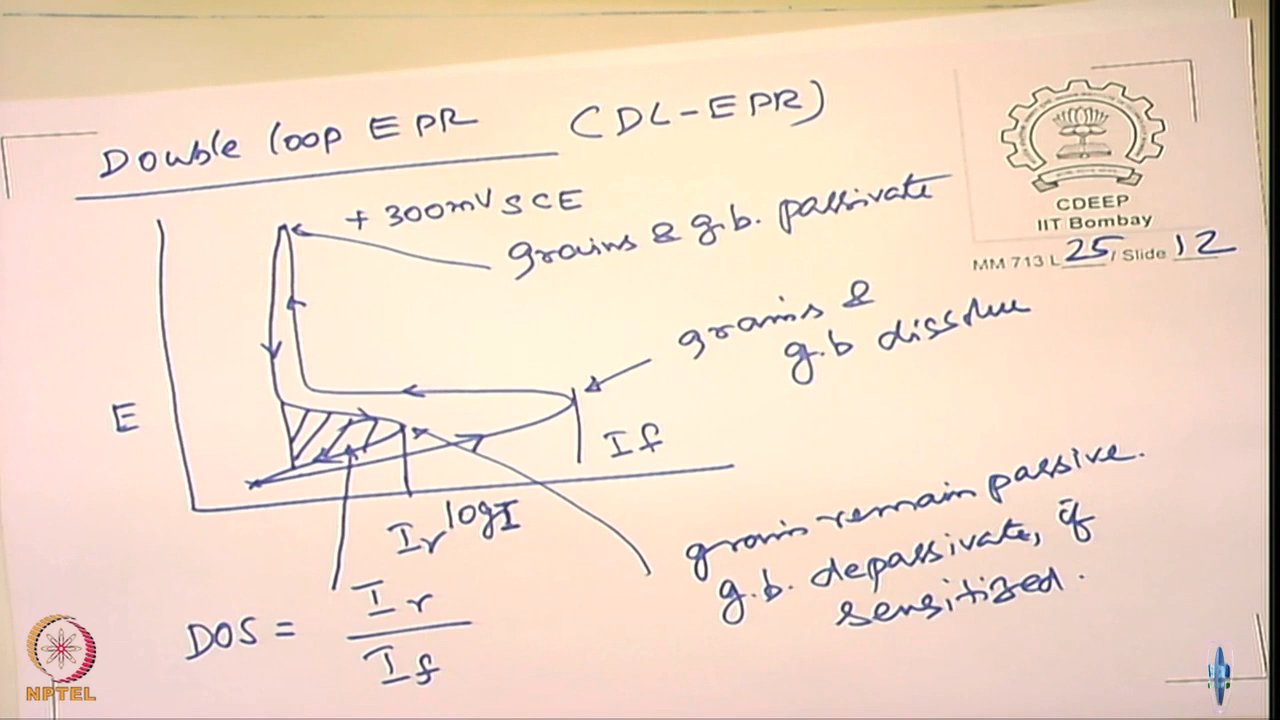 Double loop EPR (DL-EPR)
CDEEP
IIT Bombay
MM 713 L 25 / Slide 12
+ 300mV SCE
grains & g.b. passivate
grains &
g.b dissolve
E
If
Ir
log I
grains remain passive.
g.b. depassivate, if
sensitized.
DOS = Ir
If
NPTEL